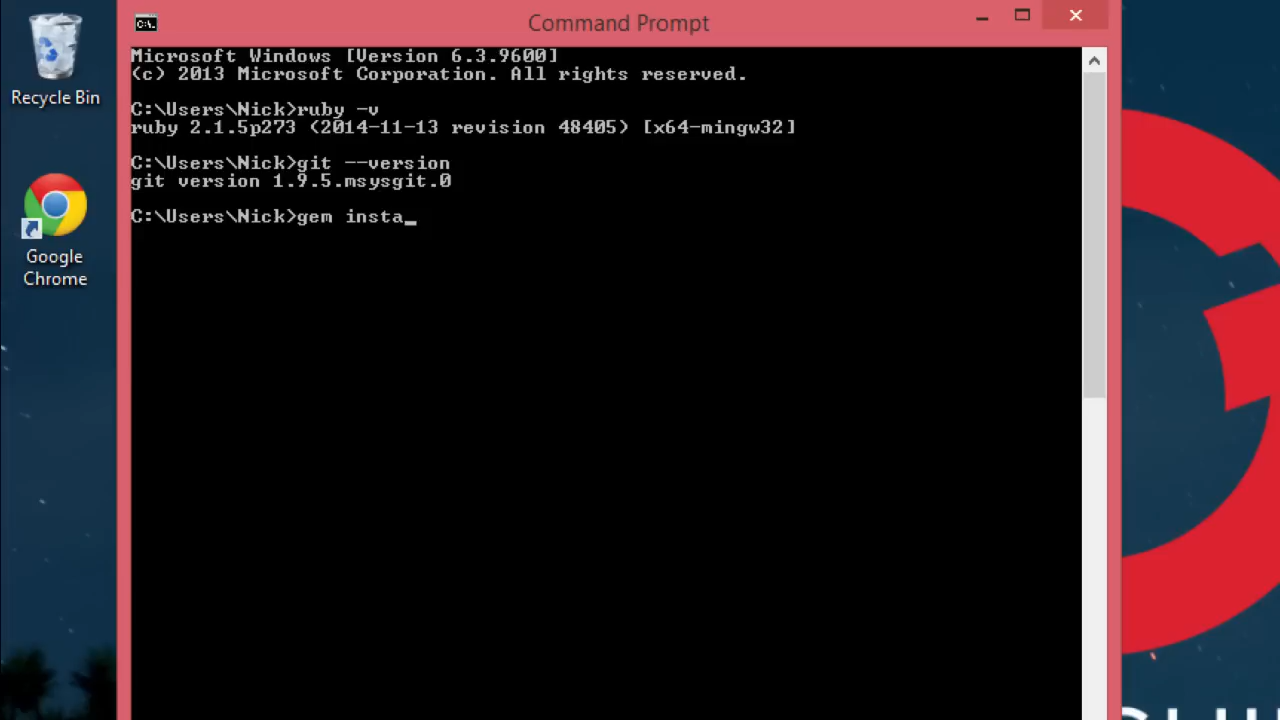 Command Prompt
Recycle Bin
Google
Chrome
Microsoft Windows [Version 6.3.9600]
(c) 2013 Microsoft Corporation. All rights reserved.
C:\Users\Nick>ruby -v
ruby 2.1.5p273 (2014-11-13 revision 48405) [x64-mingw32]
C:\Users\Nick>git --version
git version 1.9.5.msysgit.0
C:\Users\Nick>gem insta_